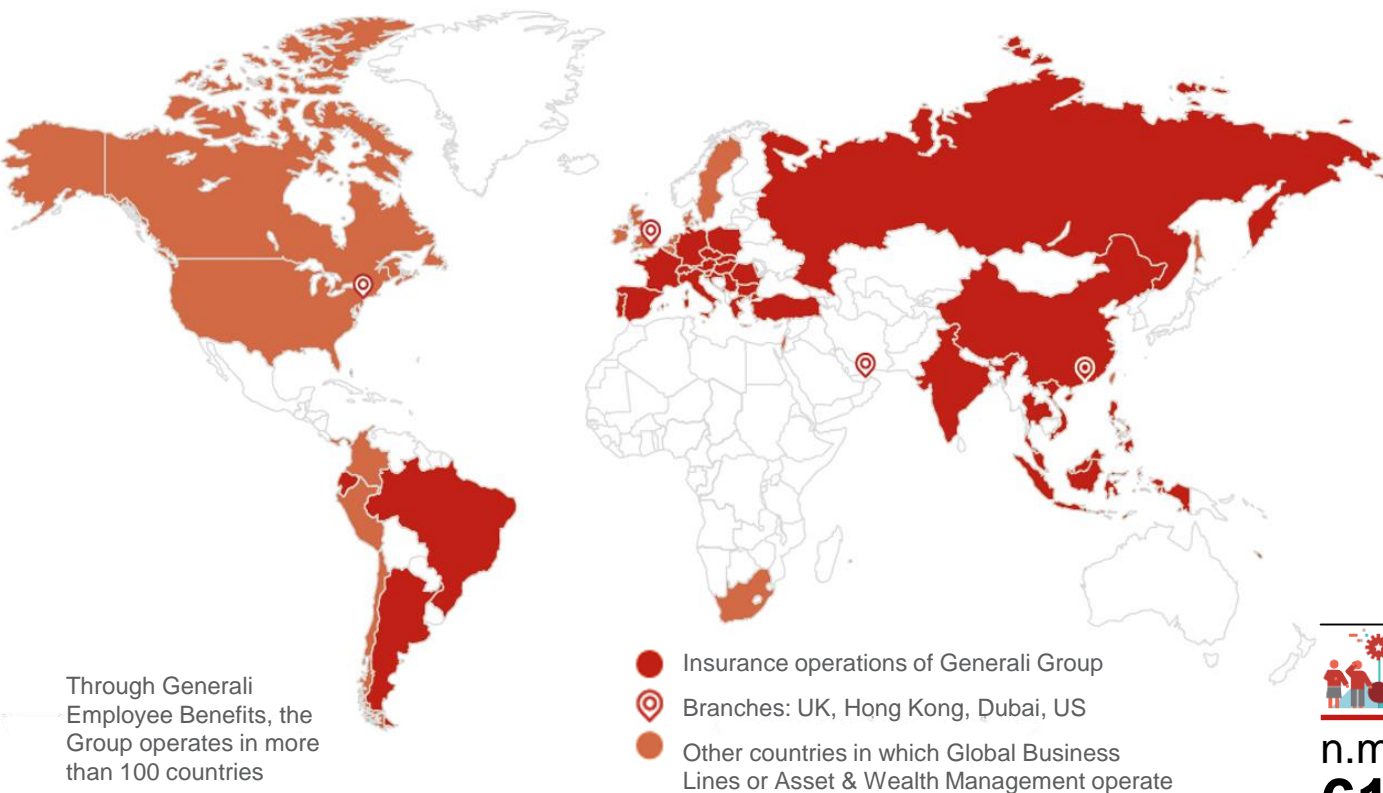 Through Generali
Employee Benefits, the
Group operates in more
than 100 countries
Insurance operations of Generali Group
Branches: UK, Hong Kong, Dubai, US
Other countries in which Global Business
Lines or Asset & Wealth Management operate